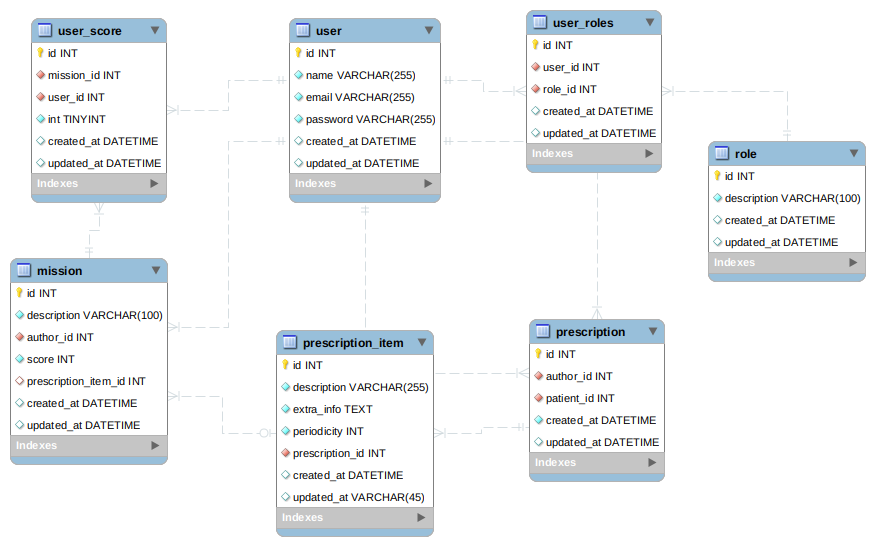 user_score
id INT
mission_id INT
user_id INT
int TINYINT
created_at DATETIME
updated_at DATETIME
Indexes
user
id INT
name VARCHAR(255)
email VARCHAR(255)
password VARCHAR(255)
created_at DATETIME
updated_at DATETIME
Indexes
user_roles
id INT
user_id INT
role_id INT
created_at DATETIME
updated_at DATETIME
Indexes
role
id INT
description VARCHAR(100)
created_at DATETIME
updated_at DATETIME
Indexes
mission
id INT
description VARCHAR(100)
author_id INT
score INT
prescription_item_id INT
created_at DATETIME
updated_at DATETIME
Indexes
prescription_item
id INT
description VARCHAR(255)
extra_info TEXT
periodicity INT
prescription_id INT
created_at DATETIME
updated_at VARCHAR(45)
Indexes
prescription
id INT
author_id INT
patient_id INT
created_at DATETIME
updated_at DATETIME
Indexes